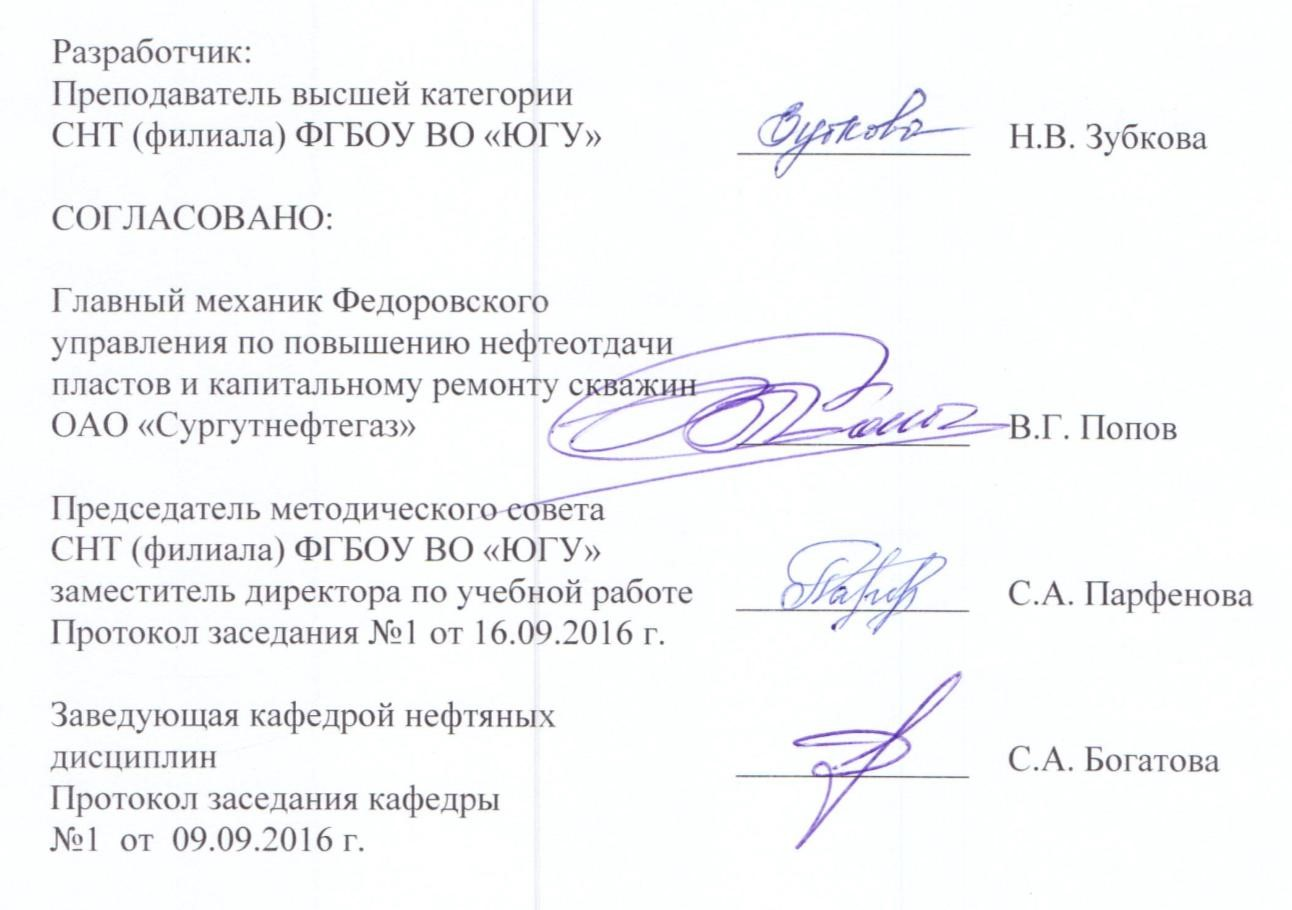 Разработчик:
Преподаватель высшей категории
СНТ (филиала) ФГБОУ ВО «ЮГУ» Зубкова Н.В. Зубкова
СОГЛАСОВАНО:
Главный механик Федоровского
управления по повышению нефтеотдачи
пластов и капитальному ремонту скважин
ОАО «Сургутнефтегаз» В.Г. Попов
Председатель методического совета
СНТ (филиала) ФГБОУ ВО «ЮГУ»
заместитель директора по учебной работе С.А. Парфенова
Протокол заседания №1 от 16.09.2016 г.
Заведующая кафедрой нефтяных
дисциплин С.А. Богатова
Протокол заседания кафедры
№1 от 09.09.2016 г.